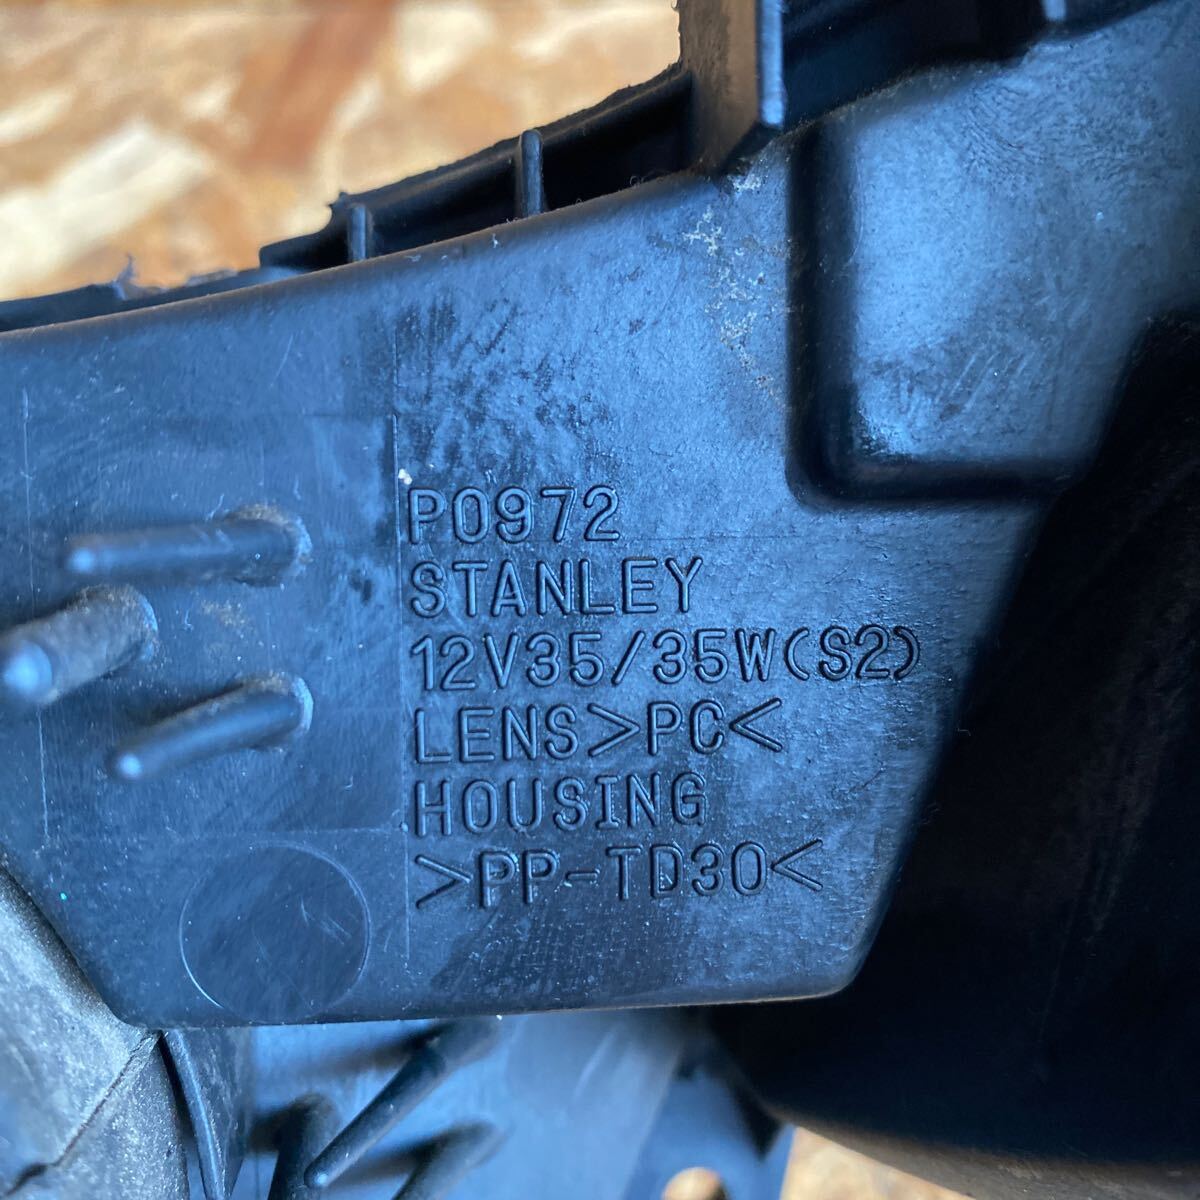 P0972
STANLEY
12V35/35W(S2)
LENS>PC<
HOUSING
>PP-TD30<